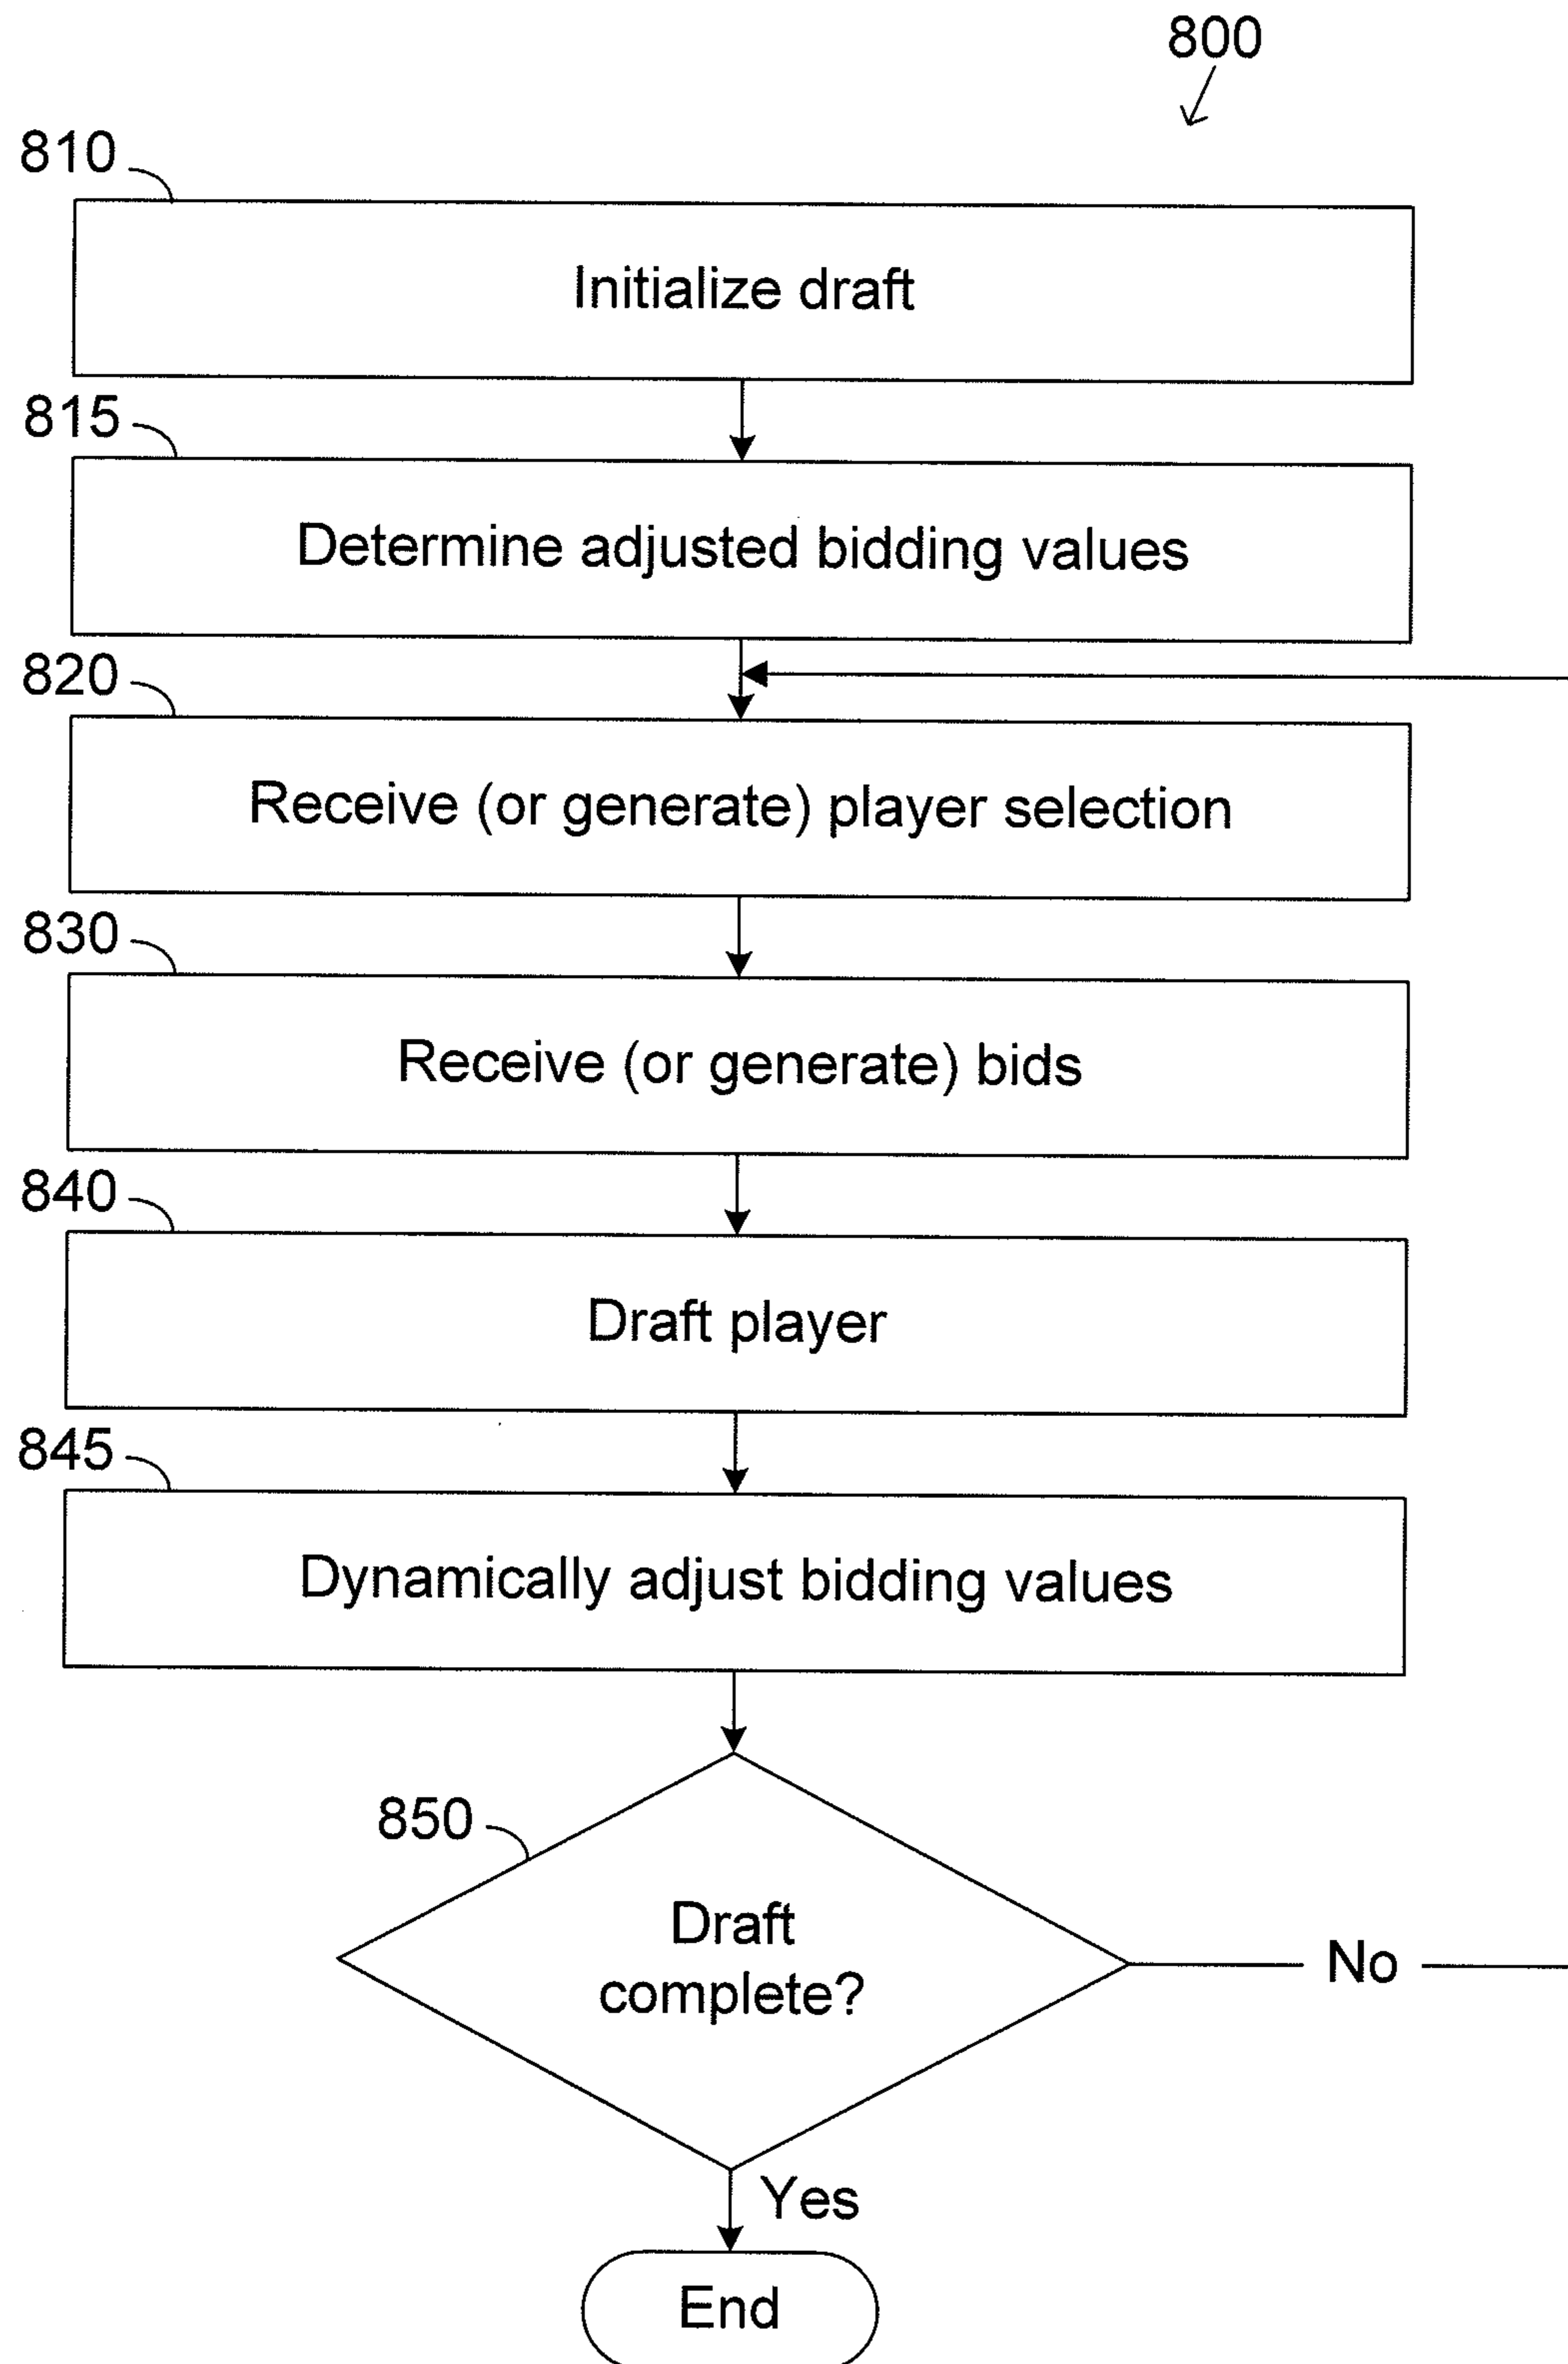 800
810
Initialize draft
815
Determine adjusted bidding values
820
Receive (or generate) player selection
830
Receive (or generate) bids
840
Draft player
845
Dynamically adjust bidding values
850
Draft
complete?
No
Yes
End